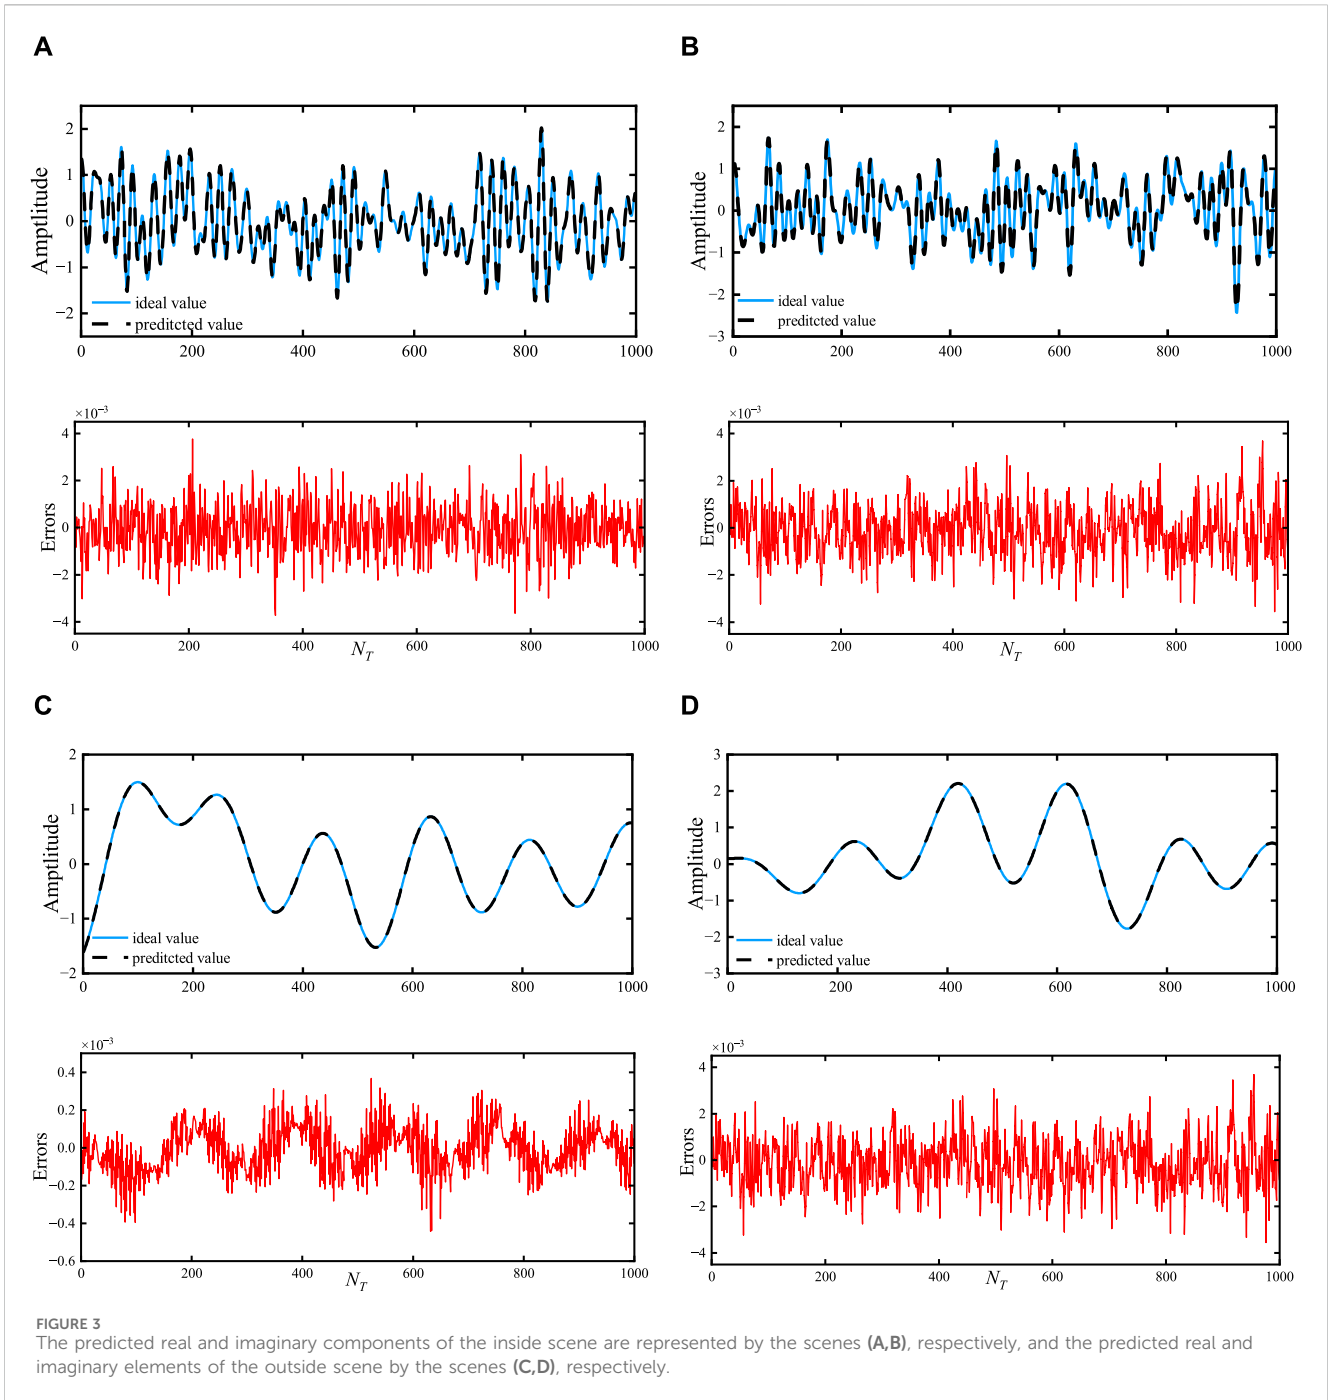 A
Amptlitude
2
1
0
−1
−2
ideal value
preditcted value
0 200 400 600 800 1000
×10⁻³
Errors
4
2
0
−2
−4
0 200 400 600 800 1000
N_T
B
Amptlitude
2
1
0
−1
−2
−3
ideal value
preditcted value
0 200 400 600 800 1000
×10⁻³
Errors
4
2
0
−2
−4
0 200 400 600 800 1000
N_T
C
Amptlitude
2
1
0
−1
−2
ideal value
preditcted value
0 200 400 600 800 1000
×10⁻³
Errors
0.4
0.2
0.0
−0.2
−0.4
−0.6
0 200 400 600 800 1000
N_T
D
Amplitude
3
2
1
0
−1
−2
−3
ideal value
predicted value
0 200 400 600 800 1000
×10⁻³
Errors
4
2
0
−2
−4
0 200 400 600 800 1000
N_T
FIGURE 3
The predicted real and imaginary components of the inside scene are represented by the scenes (A,B), respectively, and the predicted real and
imaginary elements of the outside scene by the scenes (C,D), respectively.